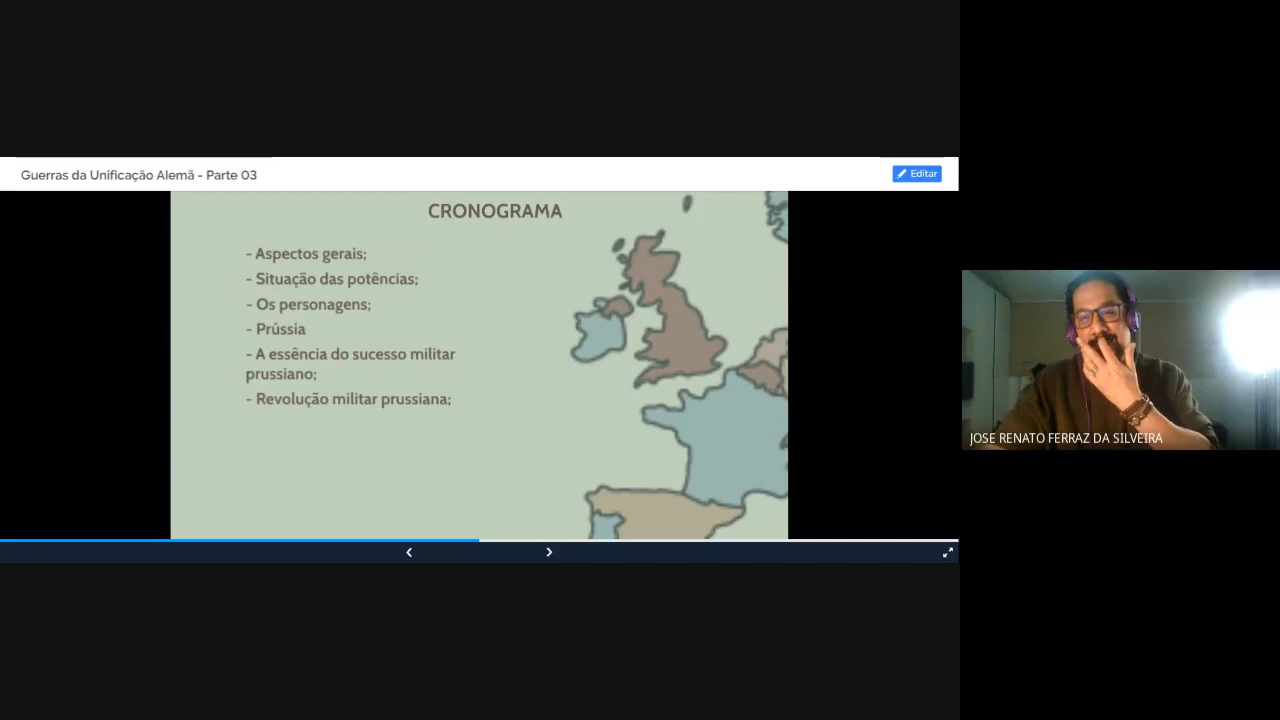 Guerras da Unificação Alemã - Parte 03
Editar
CRONOGRAMA
- Aspectos gerais;
- Situação das potências;
- Os personagens;
- Prússia
- A essência do sucesso militar
prussiano;
- Revolução militar prussiana;
JOSE RENATO FERRAZ DA SILVEIRA